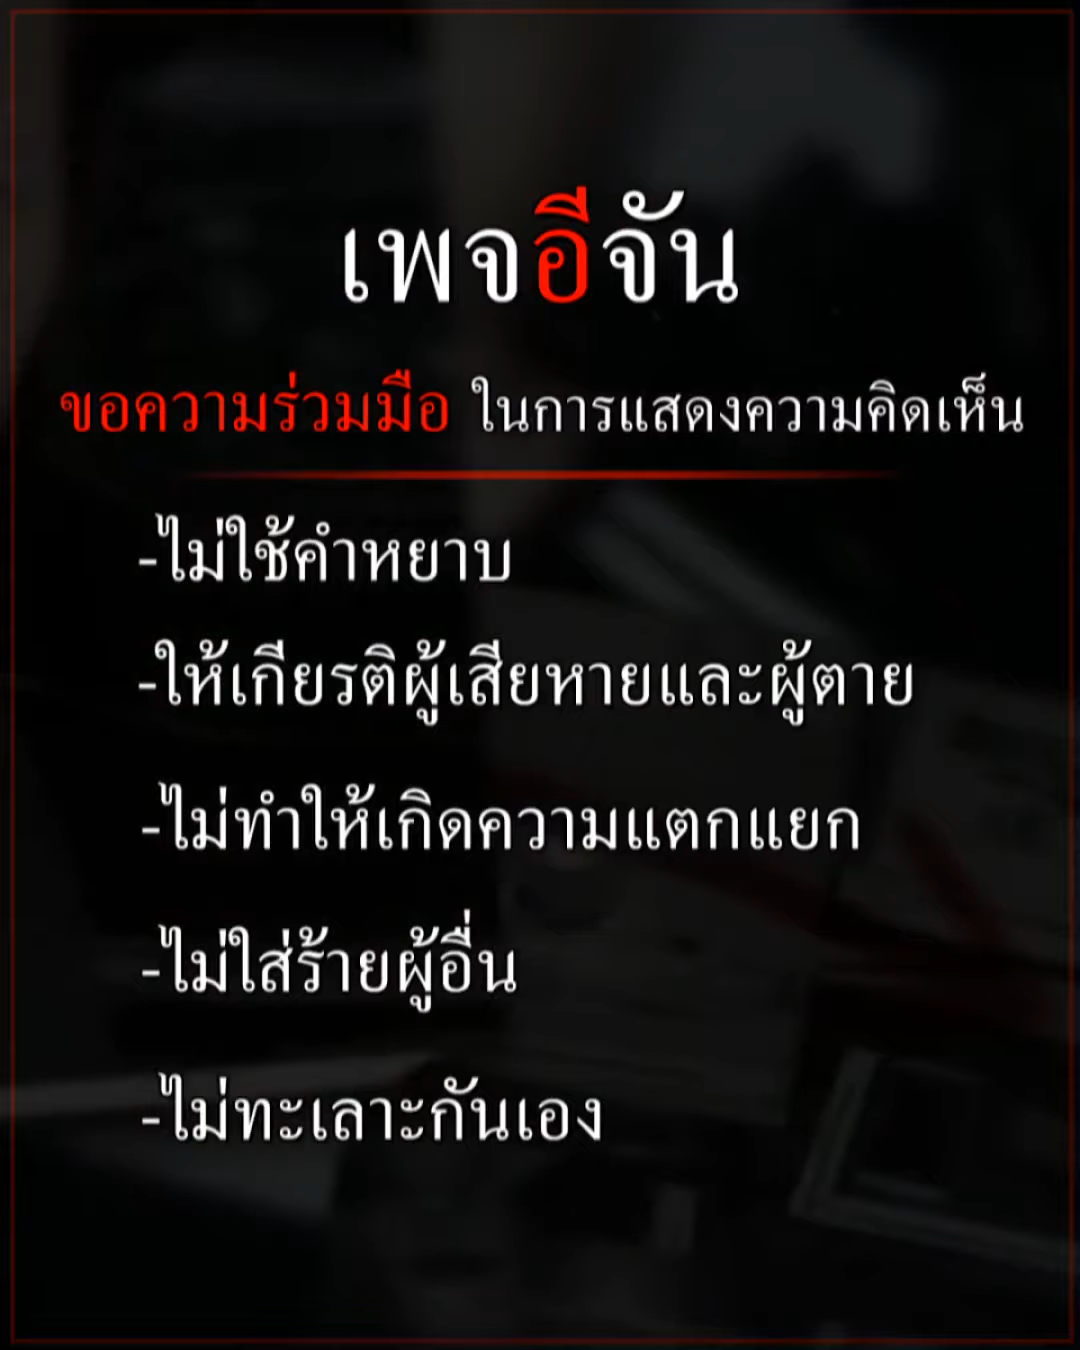 เพจอีจัน
ขอความร่วมมือ ในการแสดงความคิดเห็น
-ไม่ใช้คำหยาบ
-ให้เกียรติผู้เสียหายและผู้ตาย
-ไม่ทำให้เกิดความแตกแยก
-ไม่ใส่ร้ายผู้อื่น
-ไม่ทะเลาะกันเอง